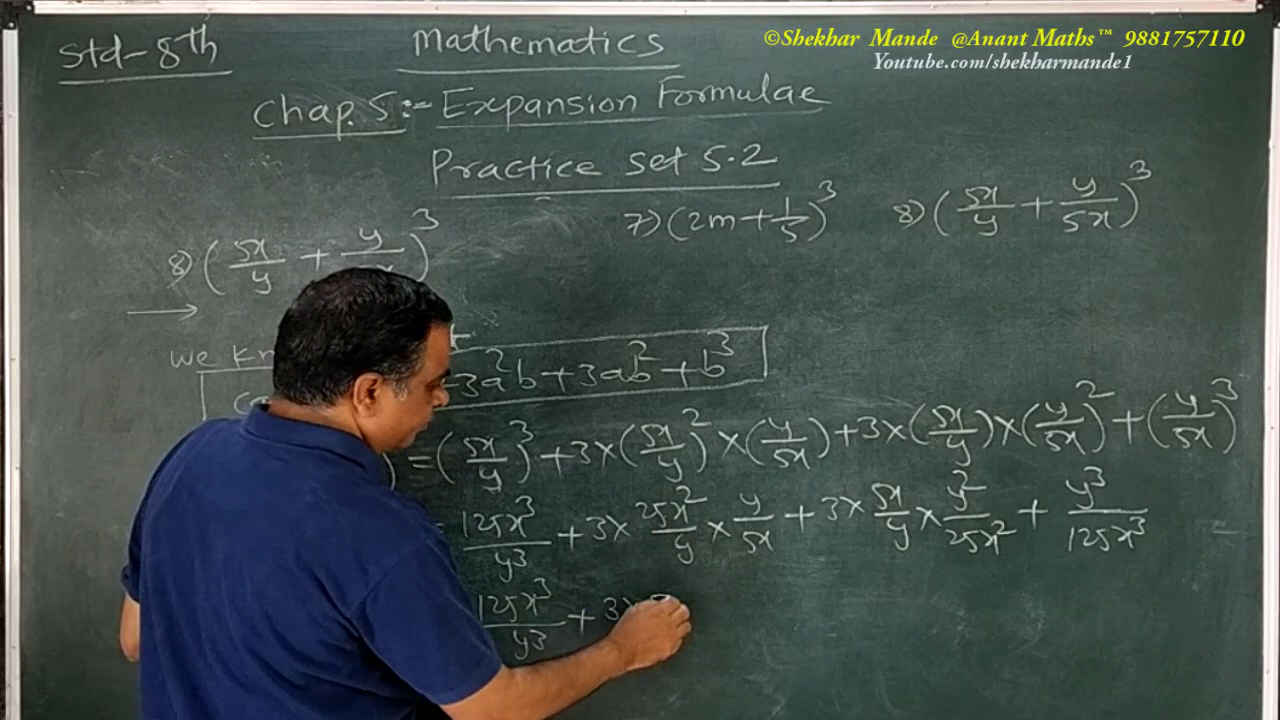 ©Shekhar Mande @Anant Maths™ 9881757110
Youtube.com/shekharmande1
Std-8th
Mathematics
Chap. 5:- Expansion Formulae
Practice Set 5.2
7) (2m + 1/5)³
8) (5x/y + y/5x)³
8) (5x/y + y/ x)³
→
We Kn
3a²b + 3ab² + b³
) = (5x/y)³ + 3 × (5x/y)² × (y/5x) + 3 × (5x/y) × (y/5x)² + (y/5x)³
= 125x³/y³ + 3 × 25x²/y × y/5x + 3 × 5x/y × y²/25x² + y³/125x³
125x³/y³ + 3 ×